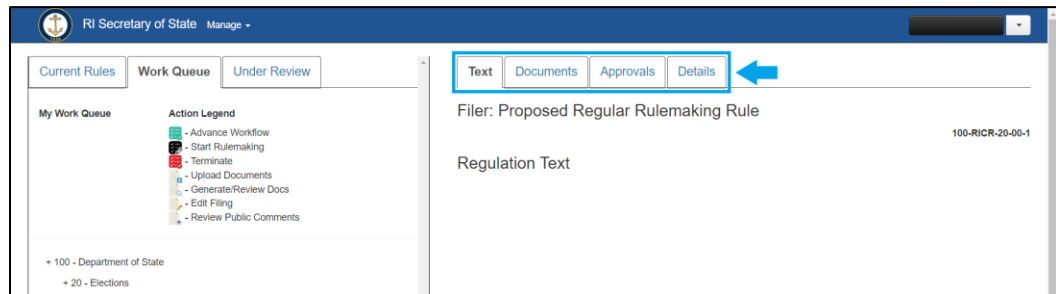 RI Secretary of State Manage
Current Rules Work Queue Under Review
My Work Queue Action Legend
- Advance Workflow
- Start Rulemaking
- Terminate
- Upload Documents
- Generate/Review Docs
- Edit Filing
- Review Public Comments
+ 100 - Department of State
+ 20 - Elections
Text Documents Approvals Details
Filer: Proposed Regular Rulemaking Rule
100-RICR-20-00-1
Regulation Text